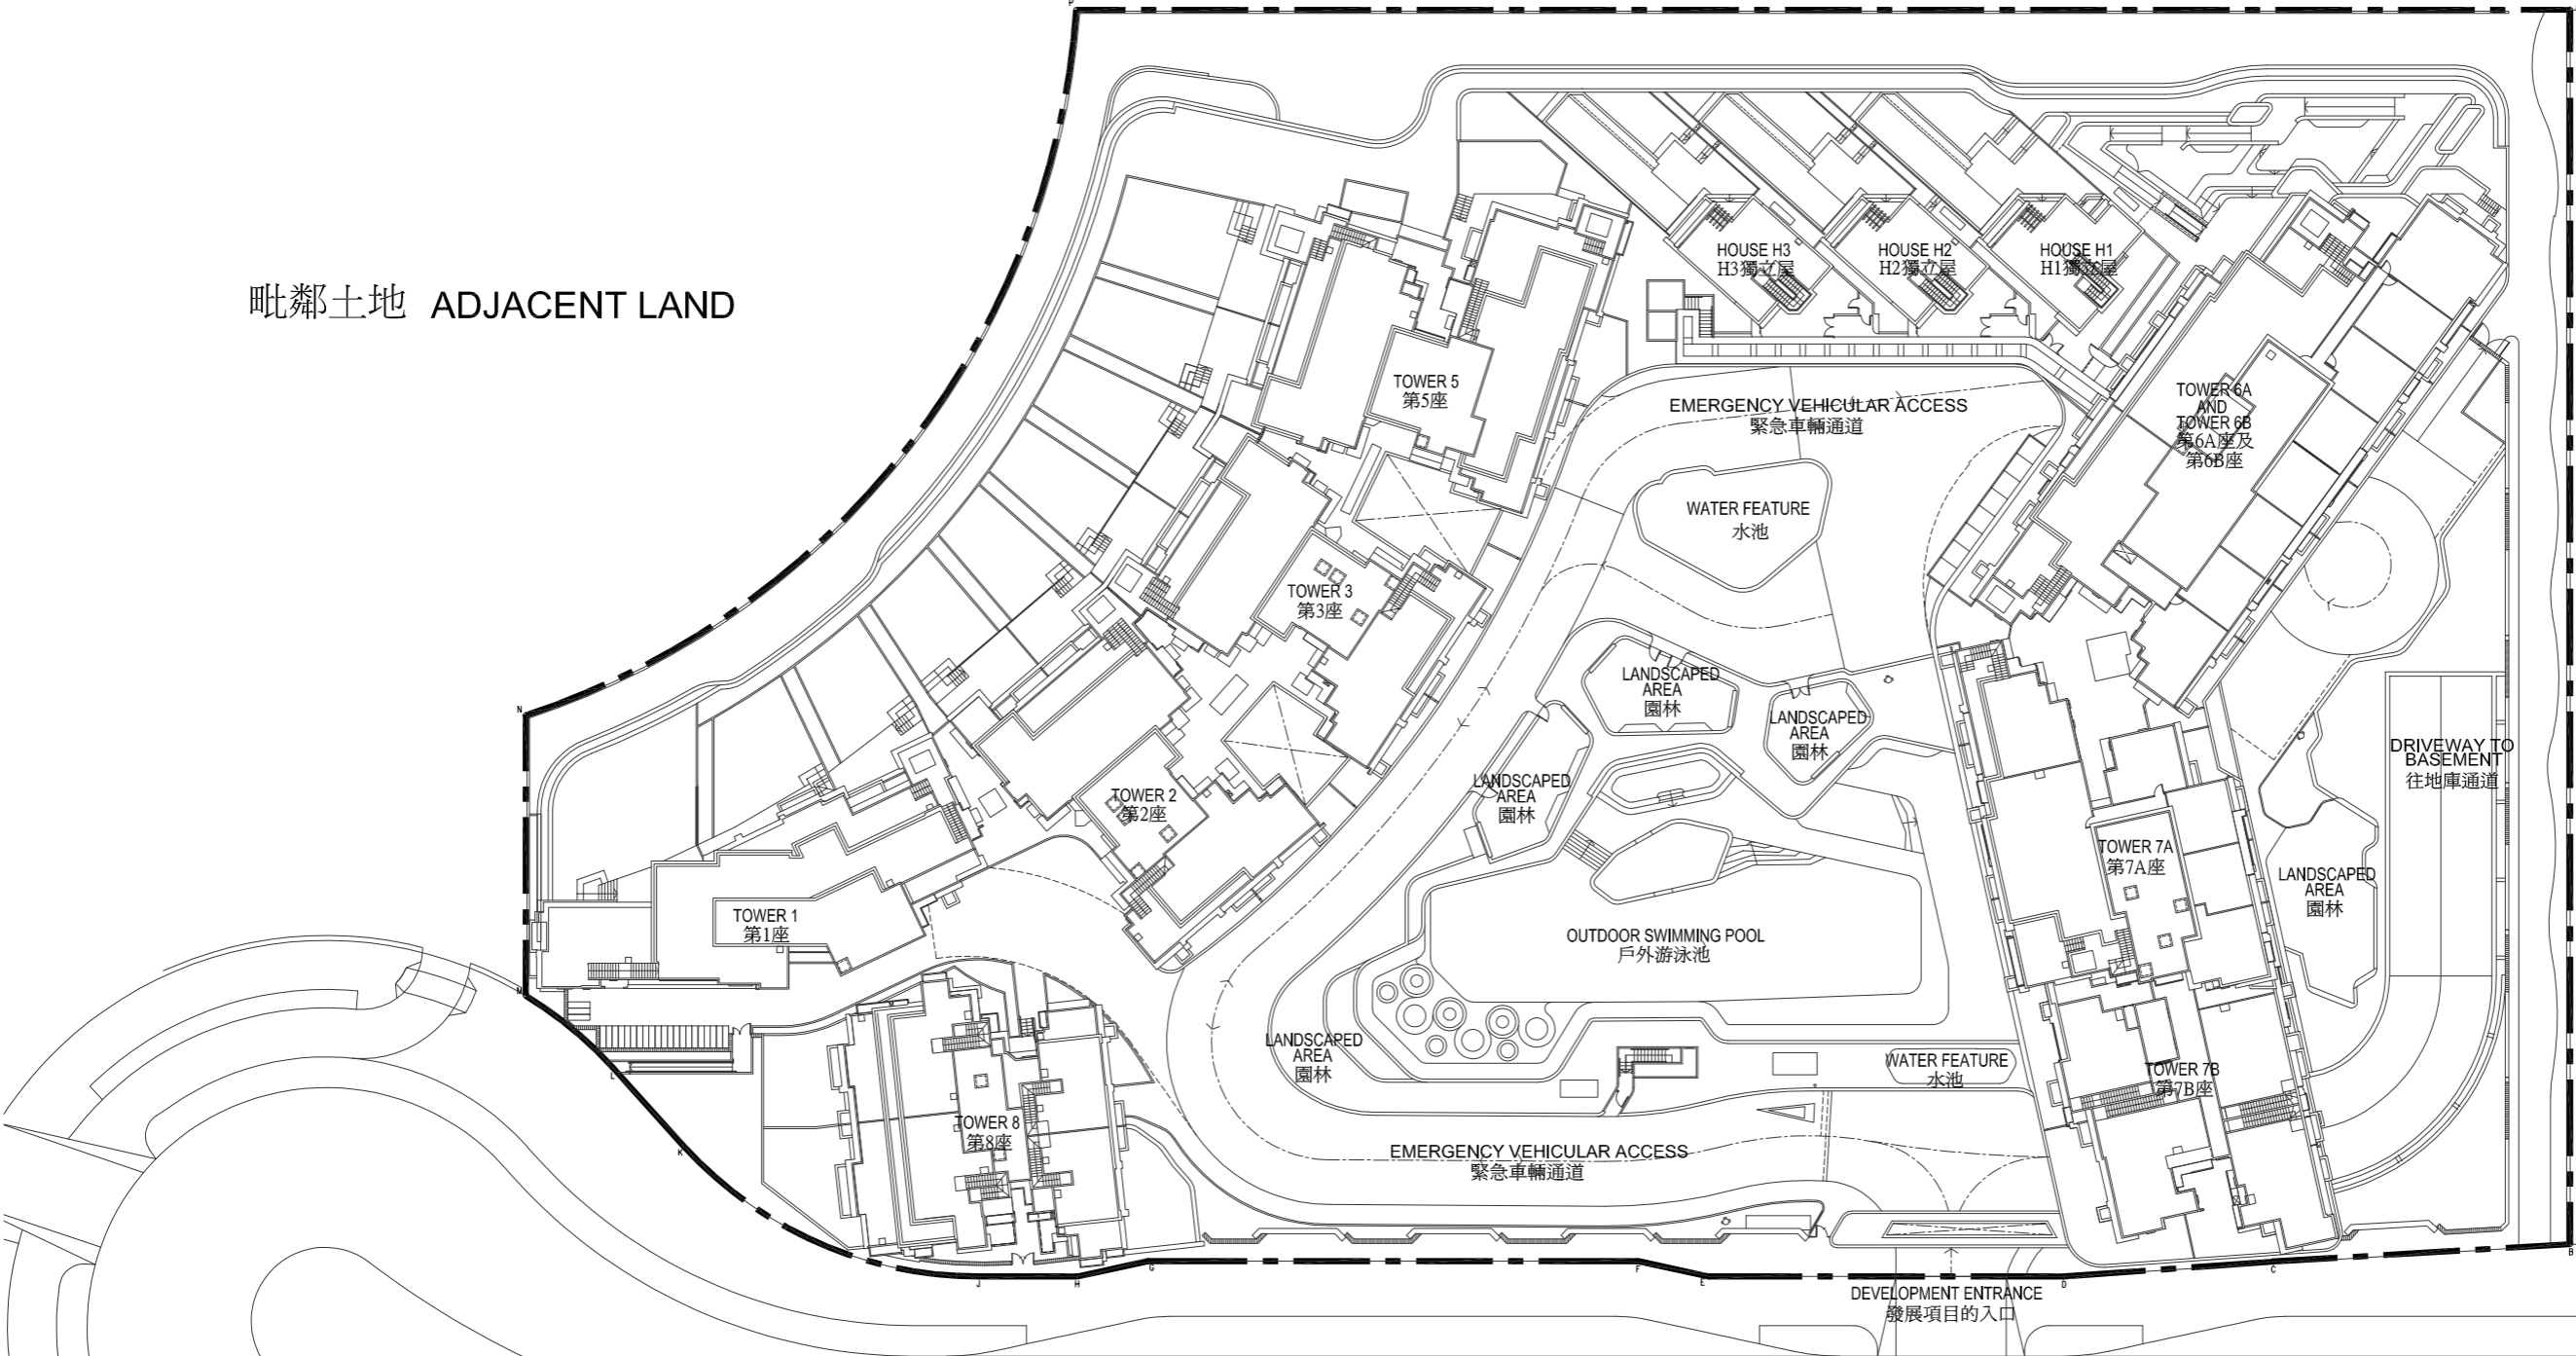 P
毗鄰土地 ADJACENT LAND
HOUSE H3
H3獨立屋
HOUSE H2
H2獨立屋
HOUSE H1
H1獨立屋
TOWER 5
第5座
EMERGENCY VEHICULAR ACCESS
緊急車輛通道
TOWER 6A
AND
TOWER 6B
第6A座及
第6B座
WATER FEATURE
水池
TOWER 3
第3座
LANDSCAPED
AREA
園林
LANDSCAPED
AREA
園林
N
LANDSCAPED
AREA
園林
DRIVEWAY TO
BASEMENT
往地庫通道
TOWER 2
第2座
TOWER 7A
第7A座
LANDSCAPED
AREA
園林
TOWER 1
第1座
OUTDOOR SWIMMING POOL
戶外游泳池
M
LANDSCAPED
AREA
園林
WATER FEATURE
水池
TOWER 7B
第7B座
L
TOWER 8
第8座
K
EMERGENCY VEHICULAR ACCESS
緊急車輛通道
B
J
H
G
F
E
D
C
DEVELOPMENT ENTRANCE
發展項目的入口